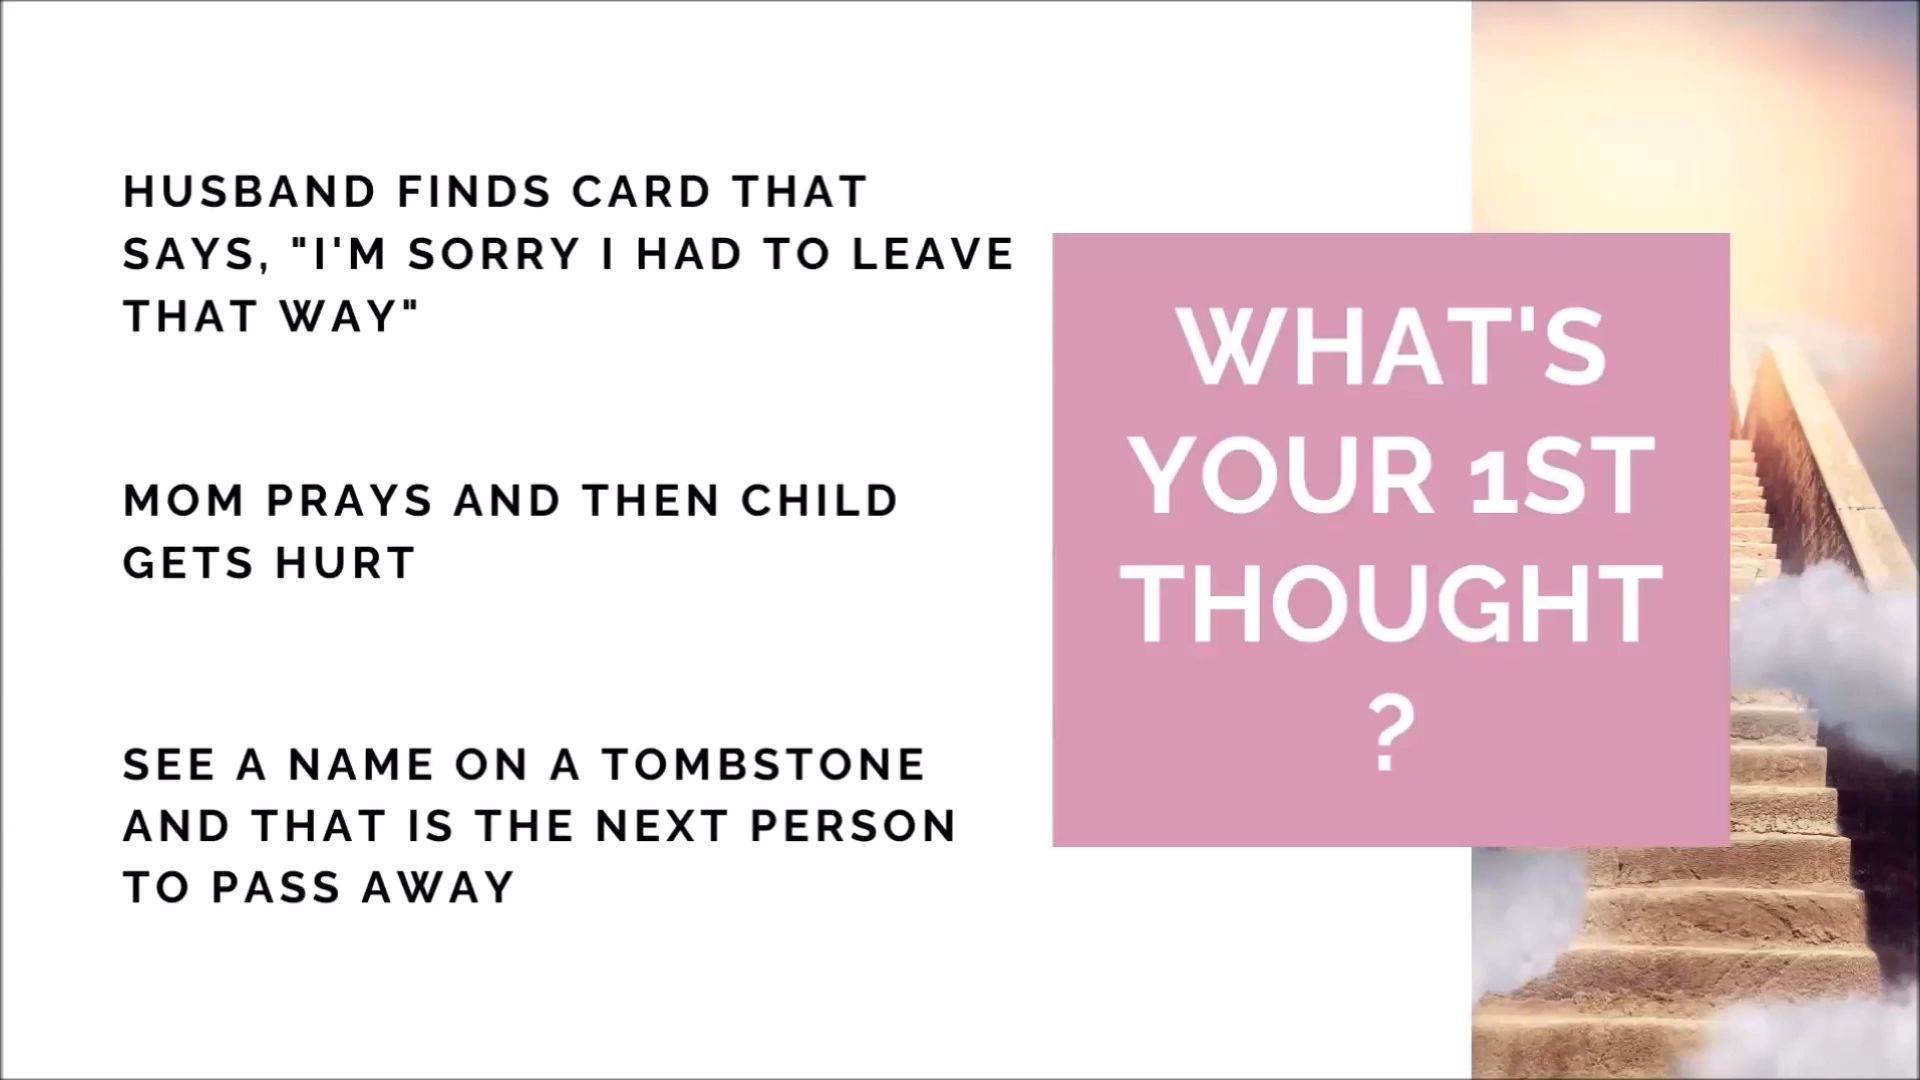 HUSBAND FINDS CARD THAT
SAYS, "I'M SORRY I HAD TO LEAVE
THAT WAY"
MOM PRAYS AND THEN CHILD
GETS HURT
SEE A NAME ON A TOMBSTONE
AND THAT IS THE NEXT PERSON
TO PASS AWAY
WHAT'S
YOUR 1ST
THOUGHT
?